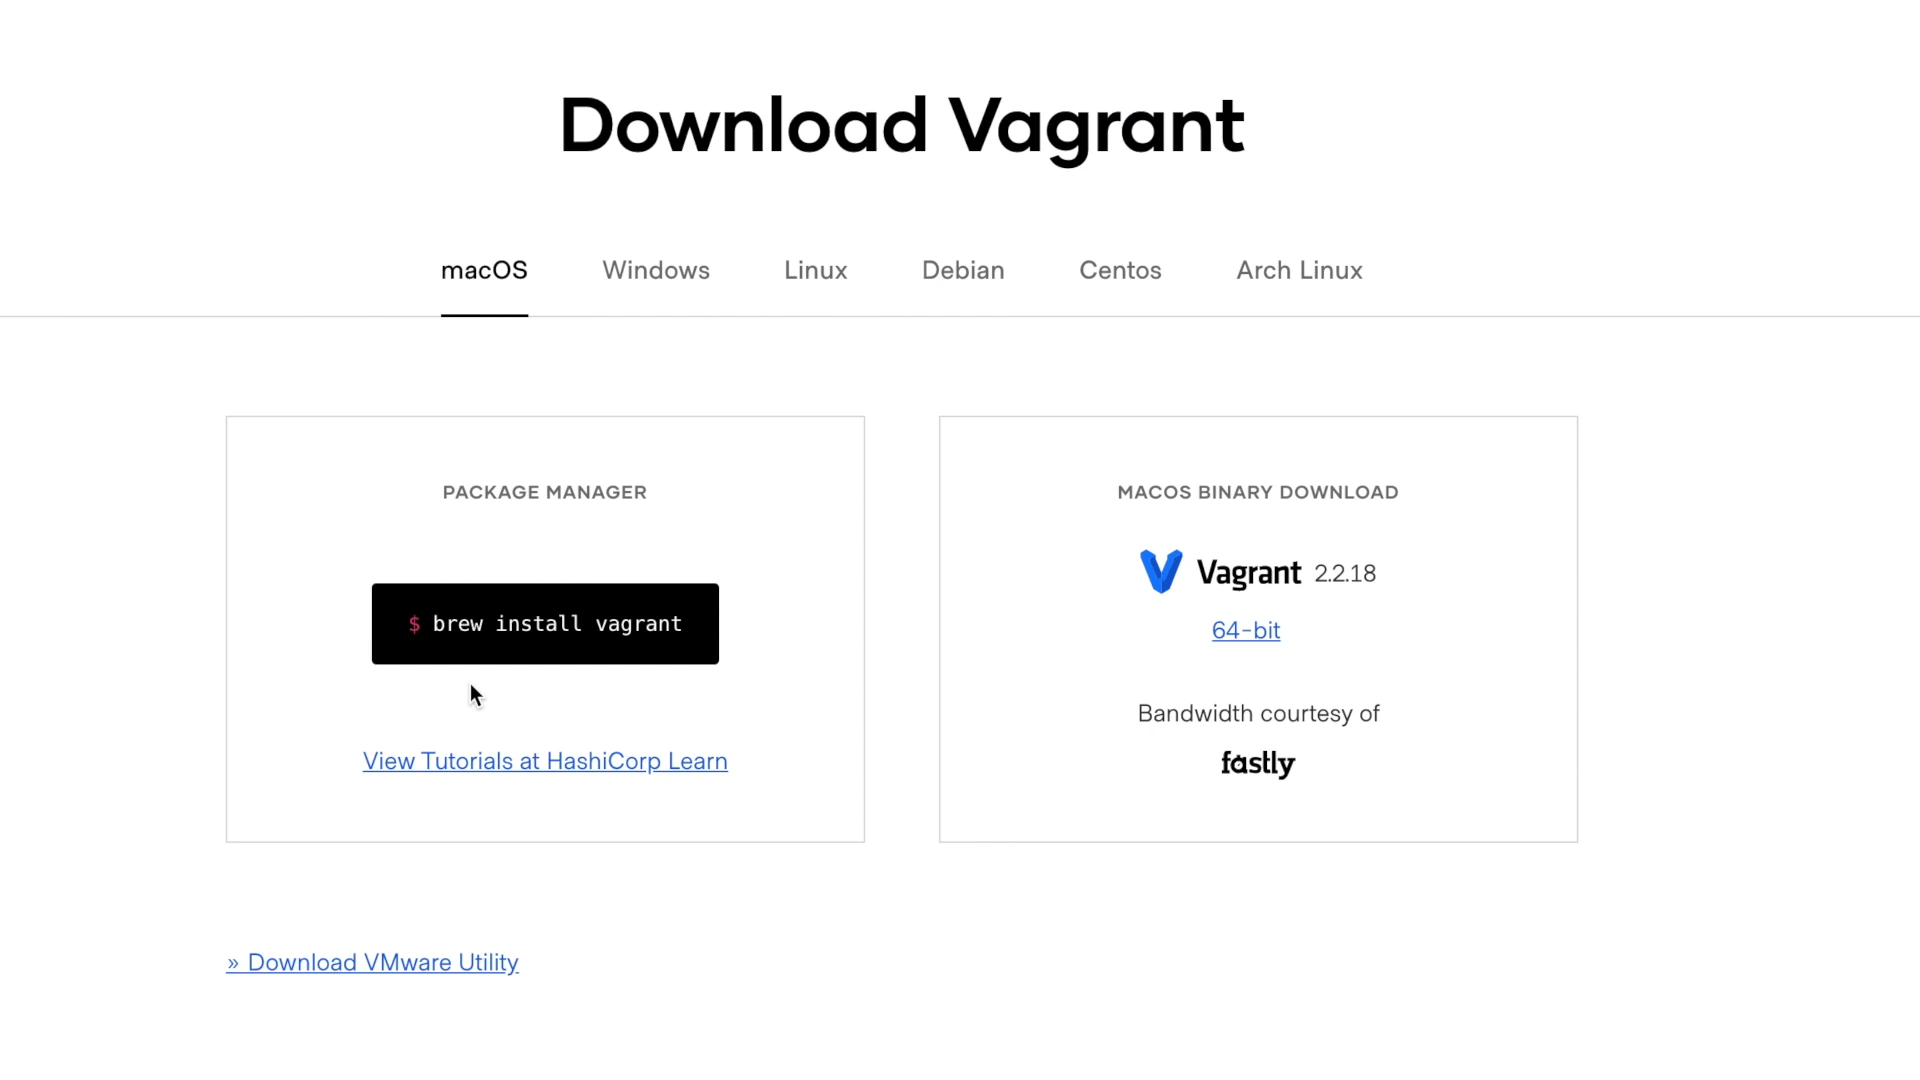 Download Vagrant
macOS Windows Linux Debian Centos Arch Linux
PACKAGE MANAGER
$ brew install vagrant
View Tutorials at HashiCorp Learn
MACOS BINARY DOWNLOAD
Vagrant 2.2.18
64-bit
Bandwidth courtesy of
fastly
» Download VMware Utility